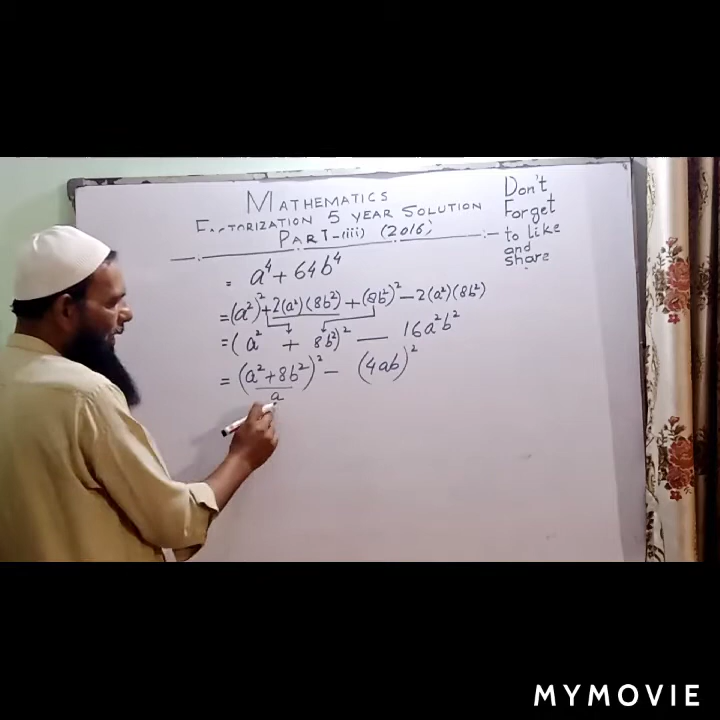 MATHEMATICS
FACTORIZATION 5 YEAR SOLUTION
PART-(iii) (2016)
Don't
Forget
to like
and
share
= a⁴ + 64b⁴
= (a²)² + 2(a²)(8b²) + (8b²)² - 2(a²)(8b²)
= (a² + 8b²)² - 16a²b²
= (a² + 8b²)² - (4ab)²
a
MYMOVIE